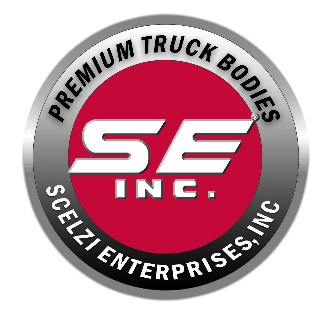 PREMIUM TRUCK BODIES
SE®
INC.
SCELZI ENTERPRISES, INC